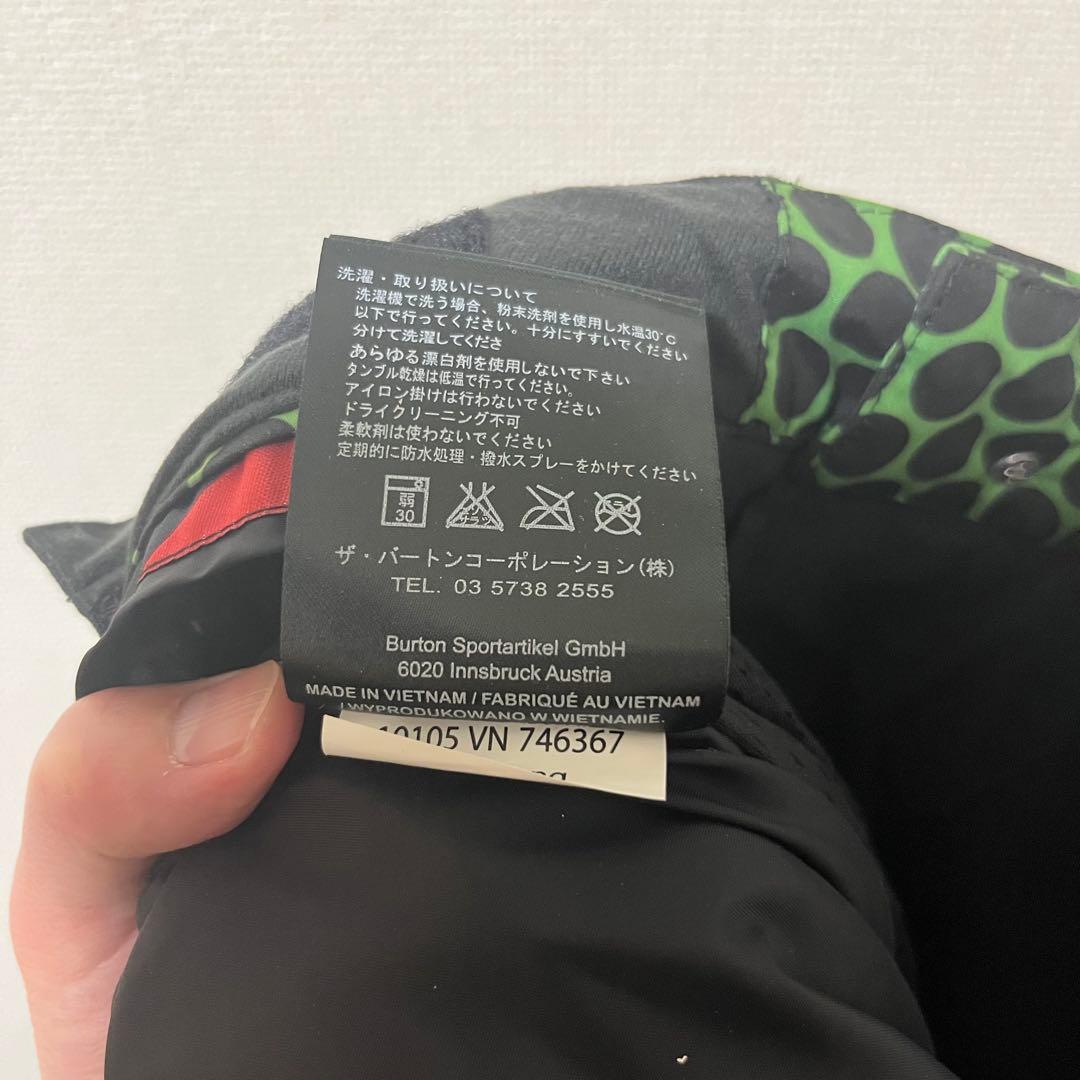 洗濯・取り扱いについて
洗濯機で洗う場合、粉末洗剤を使用し水温30℃
以下で行ってください。十分にすすいでください
分けて洗濯してくださ
あらゆる漂白剤を使用しないで下さい
タンブル乾燥は低温で行ってください。
アイロン掛けは行わないでください
ドライクリーニング不可
柔軟剤は使わないでください
定期的に防水処理・撥水スプレーをかけてください
弱
30
ザ・バートンコーポレーション(株)
TEL. 03 5738 2555
Burton Sportartikel GmbH
6020 Innsbruck Austria
MADE IN VIETNAM / FABRIQUÉ AU VIETNAM
/ WYPRODUKOWANO W WIETNAMIE.
10105 VN 746367